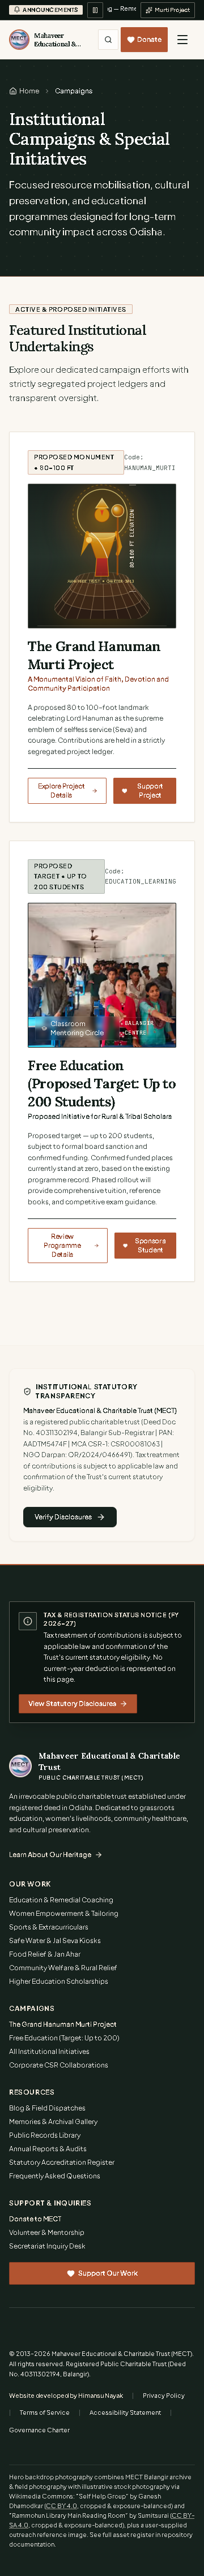 ANNOUNCEMENTS
— Reme
Murti Project
Mahaveer
Educational &...
Donate
Home
Campaigns
Institutional
Campaigns & Special
Initiatives
Focused resource mobilisation, cultural
preservation, and educational
programmes designed for long-term
community impact across Odisha.
ACTIVE & PROPOSED INITIATIVES
Featured Institutional
Undertakings
Explore our dedicated campaign efforts with
strictly segregated project ledgers and
transparent oversight.
PROPOSED MONUMENT
• 80–100 FT
Code:
HANUMAN_MURTI
80–100 FT ELEVATION
The Grand Hanuman
Murti Project
A Monumental Vision of Faith, Devotion and
Community Participation
A proposed 80 to 100-foot landmark
celebrating Lord Hanuman as the supreme
emblem of selfless service (Seva) and
courage. Contributions are held in a strictly
segregated project ledger.
Explore Project
Details
Support
Project
PROPOSED
TARGET • UP TO
200 STUDENTS
Code:
EDUCATION_LEARNING
Classroom
Mentoring Circle
BALANGIR
CENTRE
Free Education
(Proposed Target: Up to
200 Students)
Proposed Initiative for Rural & Tribal Scholars
Proposed target — up to 200 students,
subject to formal board sanction and
confirmed funding. Confirmed funded places
currently stand at zero, based on the existing
programme record. Phased rollout will
provide comprehensive tuition, reference
books, and competitive exam guidance.
Review
Programme
Details
Sponsor a
Student
INSTITUTIONAL STATUTORY
TRANSPARENCY
Mahaveer Educational & Charitable Trust (MECT)
is a registered public charitable trust (Deed Doc
No. 40311302194, Balangir Sub-Registrar | PAN:
AADTM5474F | MCA CSR-1: CSR00081063 |
NGO Darpan: OR/2024/0466491). Tax treatment
of contributions is subject to applicable law and
confirmation of the Trust's current statutory
eligibility.
Verify Disclosures
TAX & REGISTRATION STATUS NOTICE (FY
2026–27)
Tax treatment of contributions is subject to
applicable law and confirmation of the
Trust's current statutory eligibility. No
current-year deduction is represented on
this page.
View Statutory Disclosures
Mahaveer Educational & Charitable
Trust
PUBLIC CHARITABLE TRUST (MECT)
An irrevocable public charitable trust established under
registered deed in Odisha. Dedicated to grassroots
education, women's livelihoods, community healthcare,
and cultural preservation.
Learn About Our Heritage
OUR WORK
Education & Remedial Coaching
Women Empowerment & Tailoring
Sports & Extracurriculars
Safe Water & Jal Seva Kiosks
Food Relief & Jan Ahar
Community Welfare & Rural Relief
Higher Education Scholarships
CAMPAIGNS
The Grand Hanuman Murti Project
Free Education (Target: Up to 200)
All Institutional Initiatives
Corporate CSR Collaborations
RESOURCES
Blog & Field Dispatches
Memories & Archival Gallery
Public Records Library
Annual Reports & Audits
Statutory Accreditation Register
Frequently Asked Questions
SUPPORT & INQUIRIES
Donate to MECT
Volunteer & Mentorship
Secretariat Inquiry Desk
Support Our Work
© 2013–2026 Mahaveer Educational & Charitable Trust (MECT).
All rights reserved. Registered Public Charitable Trust (Deed
No. 40311302194, Balangir).
Website developed by Himansu Nayak | Privacy Policy
| Terms of Service | Accessibility Statement |
Governance Charter
Hero backdrop photography combines MECT Balangir archive
& field photography with illustrative stock photography via
Wikimedia Commons: "Self Help Group" by Ganesh
Dhamodkar (CC BY 4.0, cropped & exposure-balanced) and
"Rammohun Library Main Reading Room" by Sumitsurai (CC BY-
SA 4.0, cropped & exposure-balanced), plus a user-supplied
outreach reference image. See full asset register in repository
documentation.